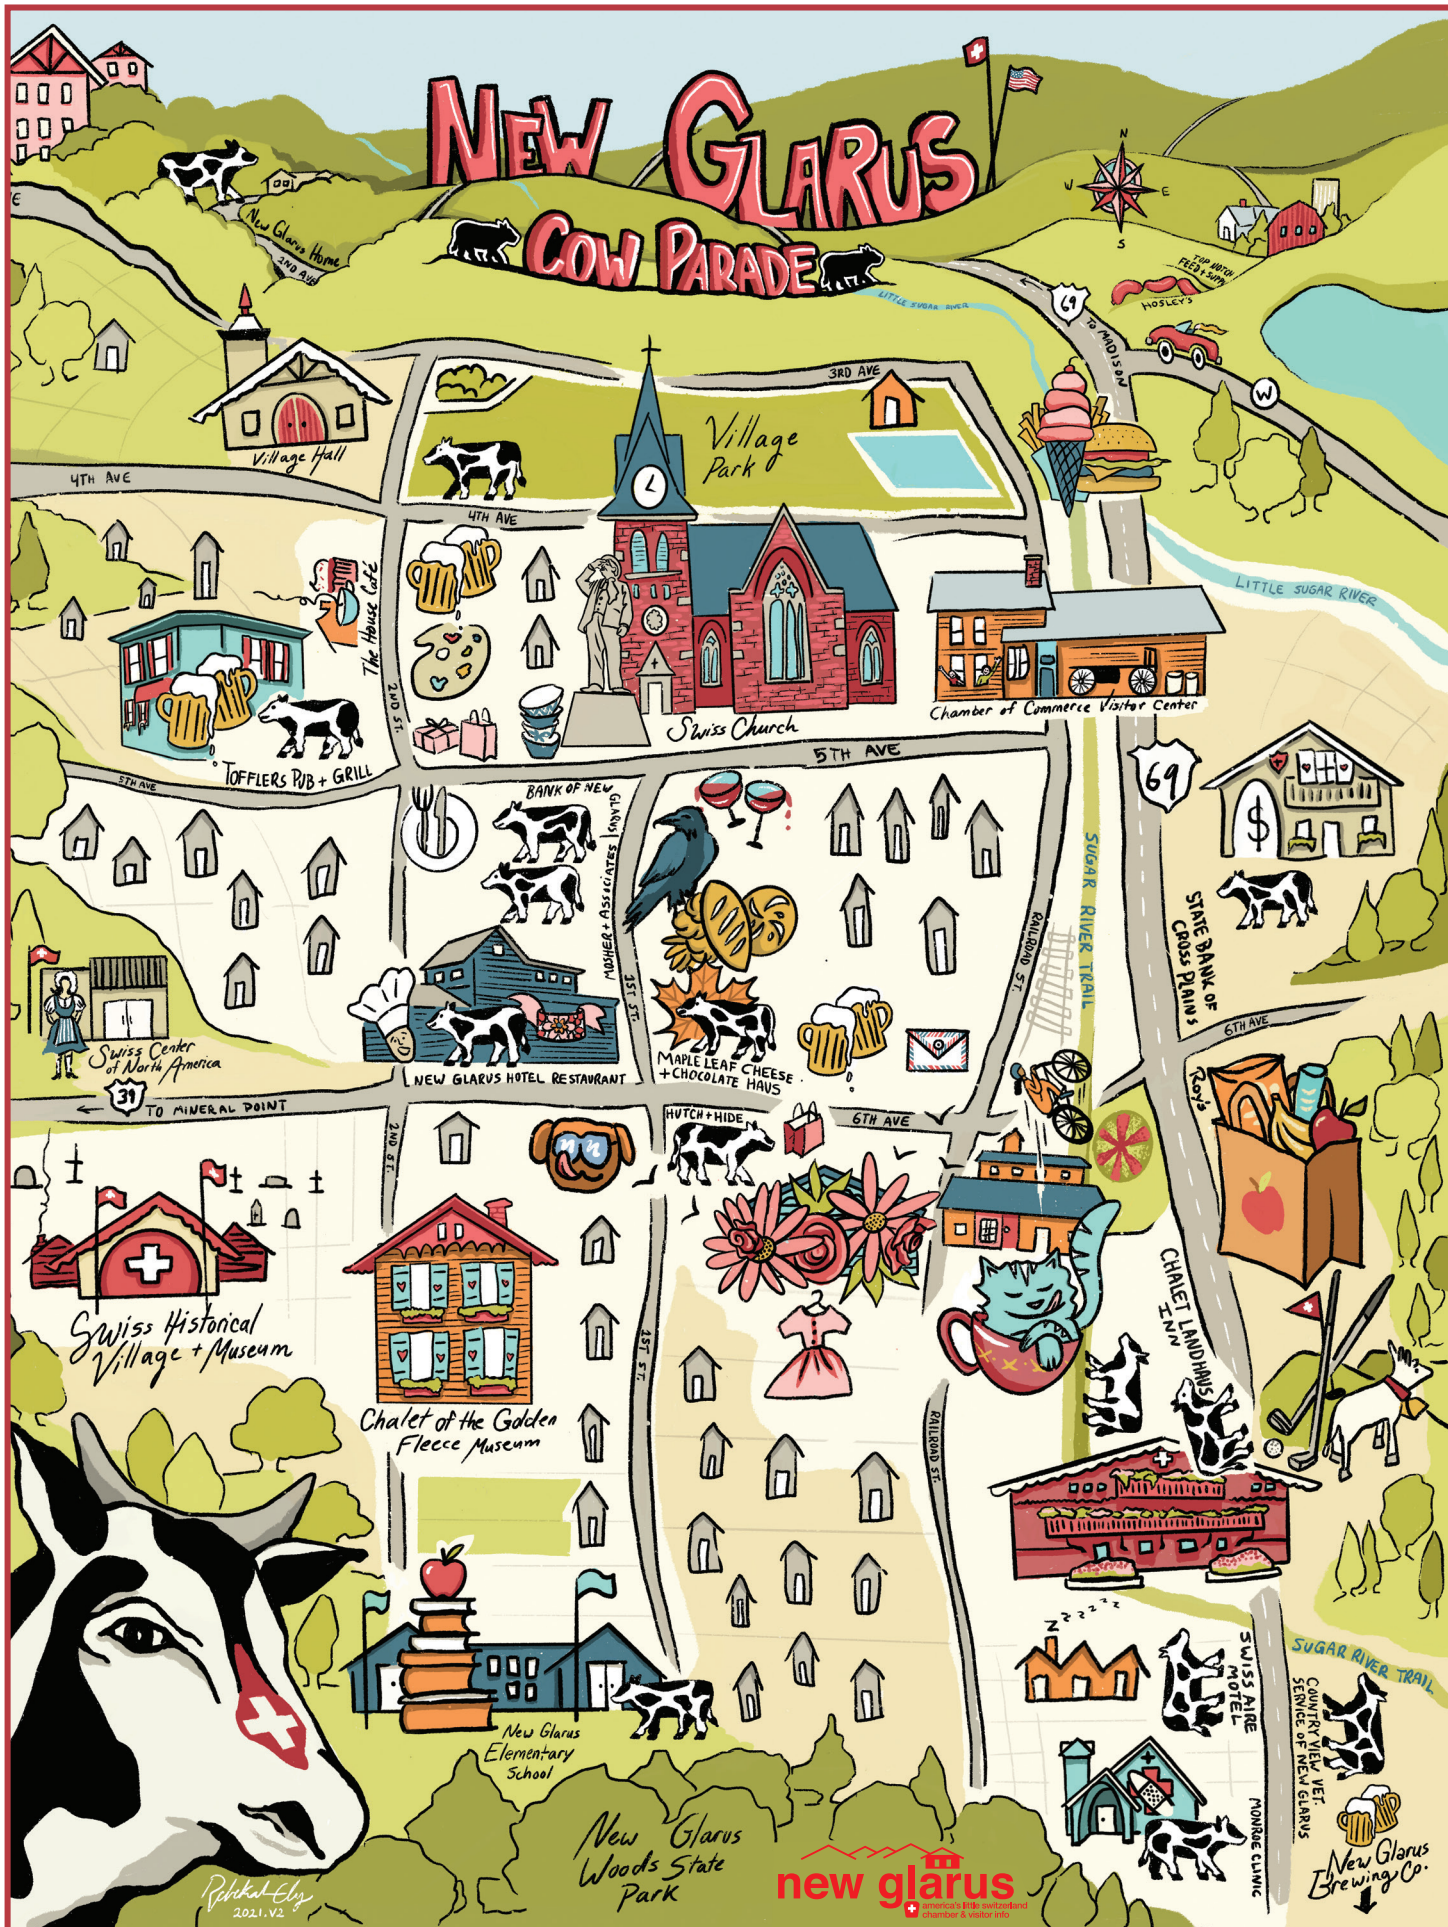 NEW GLARUS
COW PARADE
N
W
E
S
New Glarus Home
2ND AVE
E
TOP NOTCH
FEED + SUPPLY
HOSLEY'S
LITTLE SUGAR RIVER
69
TO MADISON
W
3RD AVE
Village
Park
Village Hall
4TH AVE
4TH AVE
The House Café
LITTLE SUGAR RIVER
2ND ST.
Swiss Church
Chamber of Commerce Visitor Center
TOFFLERS PUB + GRILL
5TH AVE
5TH AVE
69
BANK OF NEW
GLARUS
MOSHER + ASSOCIATES
$
SUGAR RIVER TRAIL
STATE BANK OF
CROSS PLAINS
RAILROAD ST.
1ST ST.
6TH AVE
Swiss Center
of North America
NEW GLARUS HOTEL RESTAURANT
MAPLE LEAF CHEESE
+ CHOCOLATE HAUS
39
TO MINERAL POINT
HUTCH + HIDE
6TH AVE
Roy's
2ND ST.
Swiss Historical
Village + Museum
CHALET LANDHAUS
INN
1ST ST.
Chalet of the Golden
Fleece Museum
RAILROAD ST.
Z Z Z Z Z Z
SWISS AIRE
MOTEL
SUGAR RIVER TRAIL
COUNTRY VIEW VET.
SERVICE OF NEW GLARUS
New Glarus
Elementary
School
MONROE CLINIC
New Glarus
Brewing Co.
New Glarus
Woods State
Park
new glarus
america's little switzerland
chamber & visitor info
Rebekah Ely
2021.V2